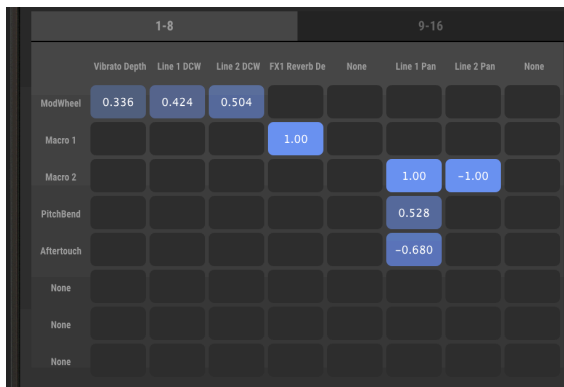 1-8 9-16
Vibrato Depth Line 1 DCW Line 2 DCW FX1 Reverb De None Line 1 Pan Line 2 Pan None
ModWheel 0.336 0.424 0.504
Macro 1 1.00
Macro 2 1.00 −1.00
PitchBend 0.528
Aftertouch −0.680
None
None
None